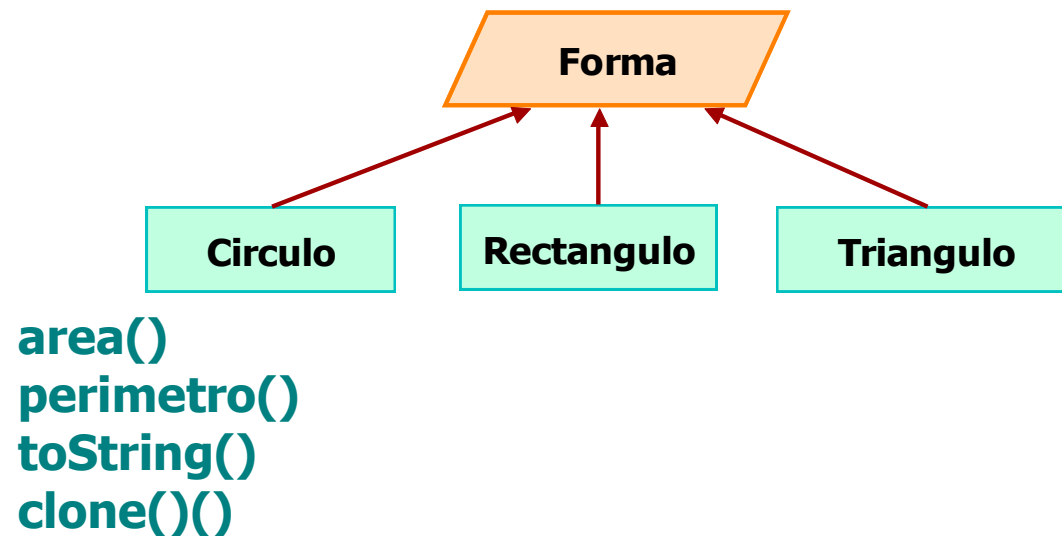 Forma
Circulo
Rectangulo
Triangulo
area()
perimetro()
toString()
clone()()